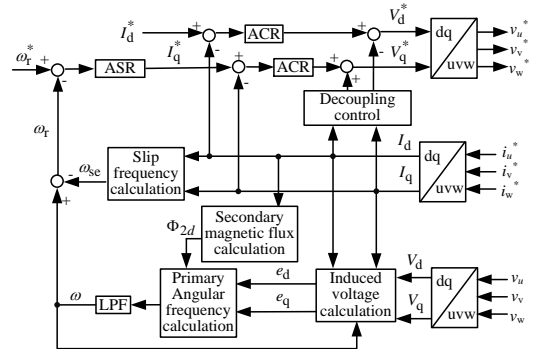 I_d^* + - ACR + - V_d^* dq v_u^*
ω_r^* + - ASR I_q^* + - ACR + + V_q^* uvw v_v^*
v_w^*
Decoupling
control
ω_r
ω_se
Slip
frequency
calculation
I_d
I_q
dq
uvw
i_u^*
i_v^*
i_w^*
- +
Secondary
magnetic flux
calculation
Φ_2d
ω
LPF
Primary
Angular
frequency
calculation
e_d
e_q
Induced
voltage
calculation
V_d
V_q
dq
uvw
v_u
v_v
v_w